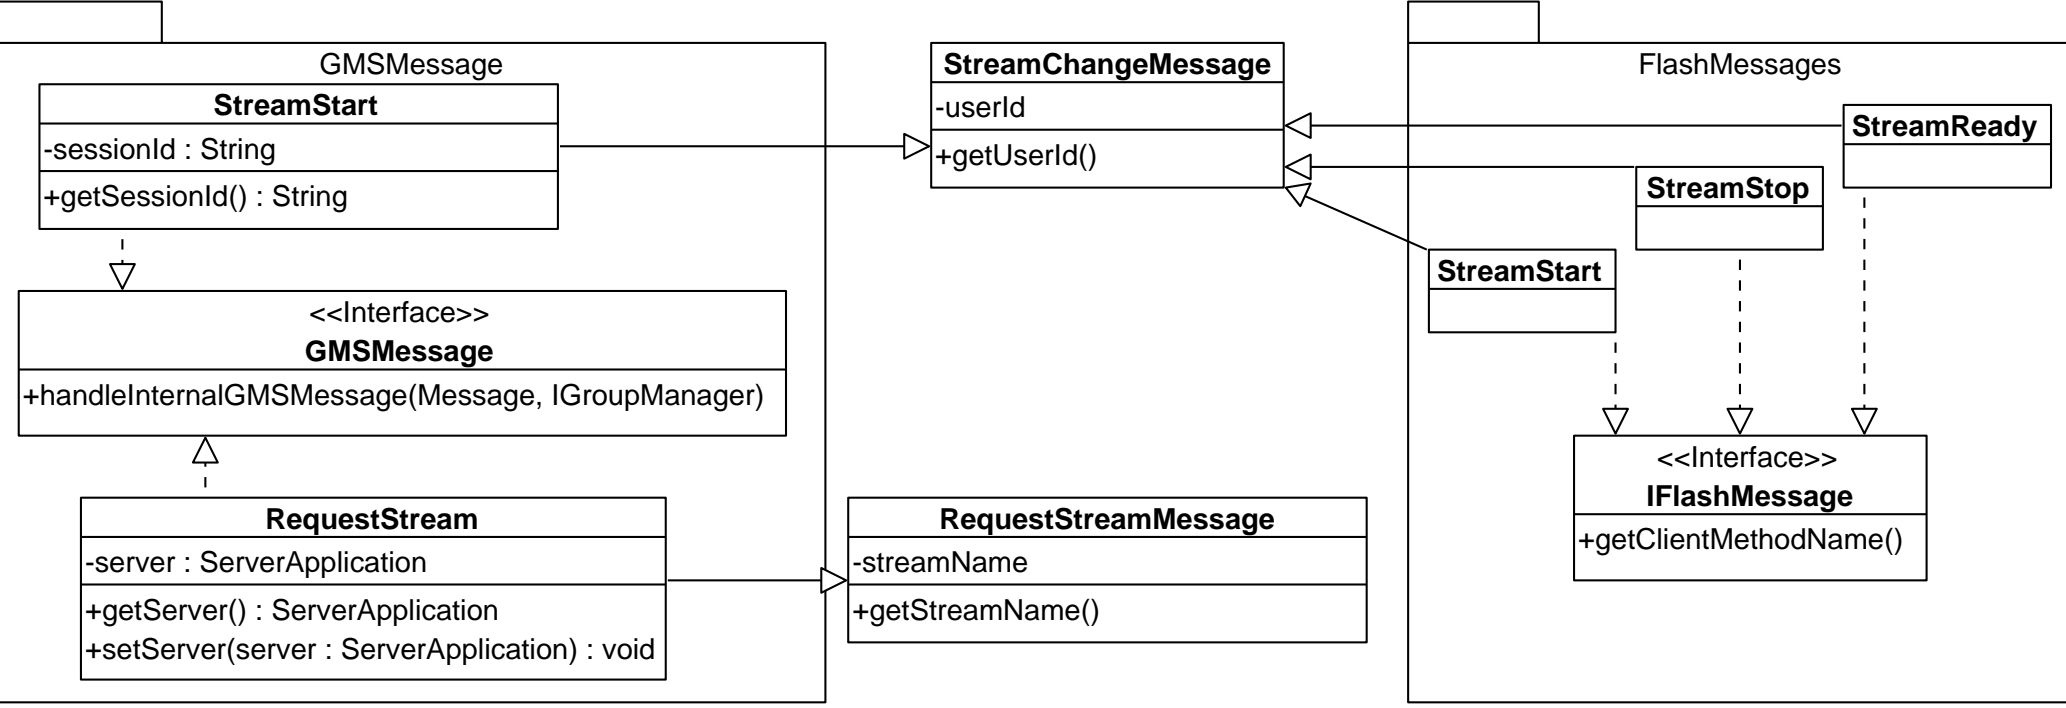 GMSMessage
StreamStart
-sessionId : String
+getSessionId() : String
<<Interface>>
GMSMessage
+handleInternalGMSMessage(Message, IGroupManager)
RequestStream
-server : ServerApplication
+getServer() : ServerApplication
+setServer(server : ServerApplication) : void
StreamChangeMessage
-userId
+getUserId()
RequestStreamMessage
-streamName
+getStreamName()
FlashMessages
StreamReady
StreamStop
StreamStart
<<Interface>>
IFlashMessage
+getClientMethodName()